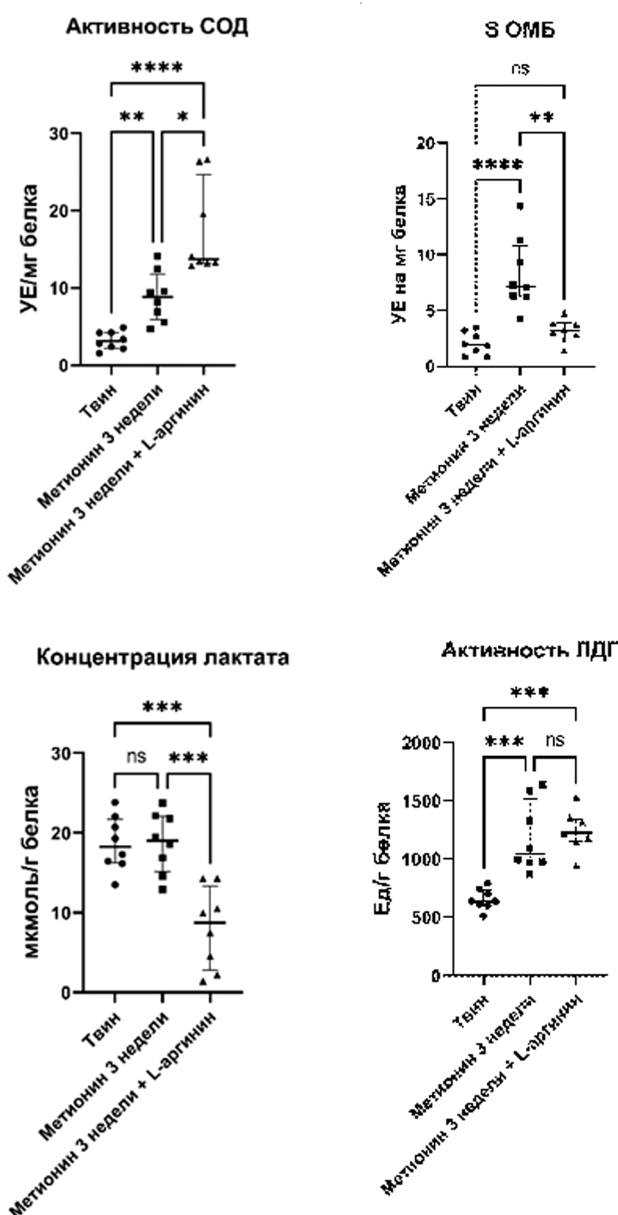 Активность СОД
****
**
*
30
20
10
0
УЕ/мг белка
Твин
Метионин 3 недели
Метионин 3 недели + L-аргинин
S ОМБ
ns
**
****
20
15
10
5
0
УЕ на мг белка
Твин
Метионин 3 недели
Метионин 3 недели + L-аргинин
Концентрация лактата
***
ns
***
30
20
10
0
мкмоль/г белка
Твин
Метионин 3 недели
Метионин 3 недели + L-аргинин
Активность ЛДГ
***
***
ns
2000
1500
1000
500
0
Ед/г белка
Твин
Метионин 3 недели
Метионин 3 недели + L-аргинин